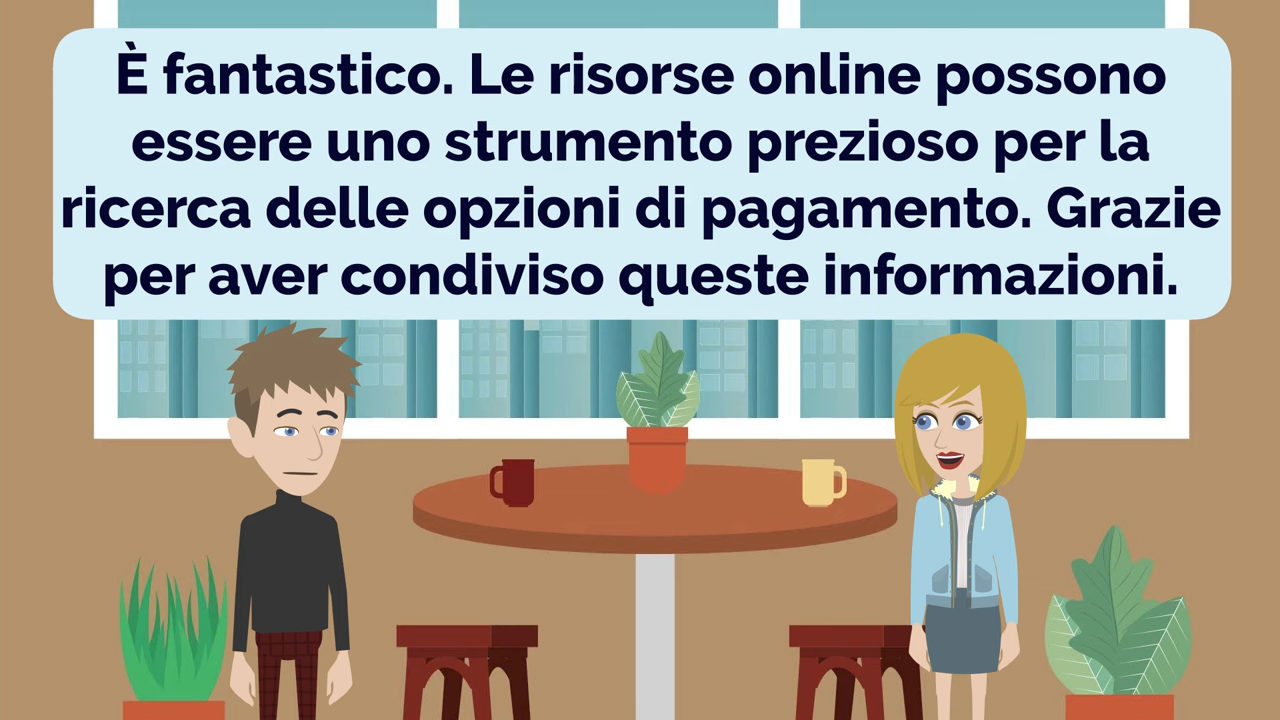 È fantastico. Le risorse online possono
essere uno strumento prezioso per la
ricerca delle opzioni di pagamento. Grazie
per aver condiviso queste informazioni.